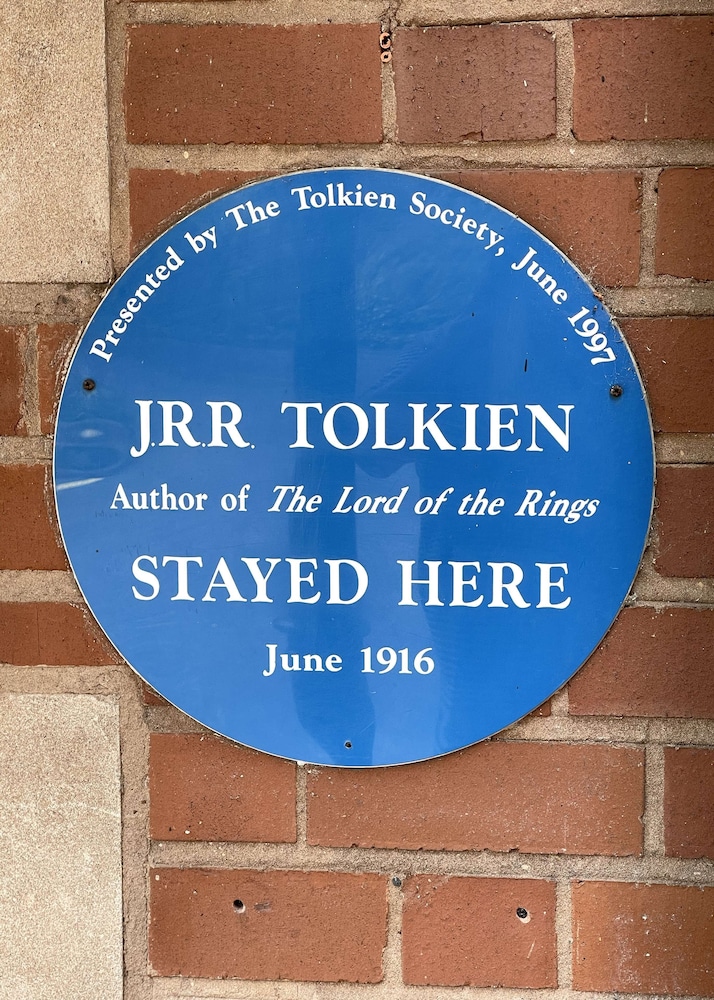 Presented by The Tolkien Society, June 1997
J.R.R. TOLKIEN
Author of The Lord of the Rings
STAYED HERE
June 1916